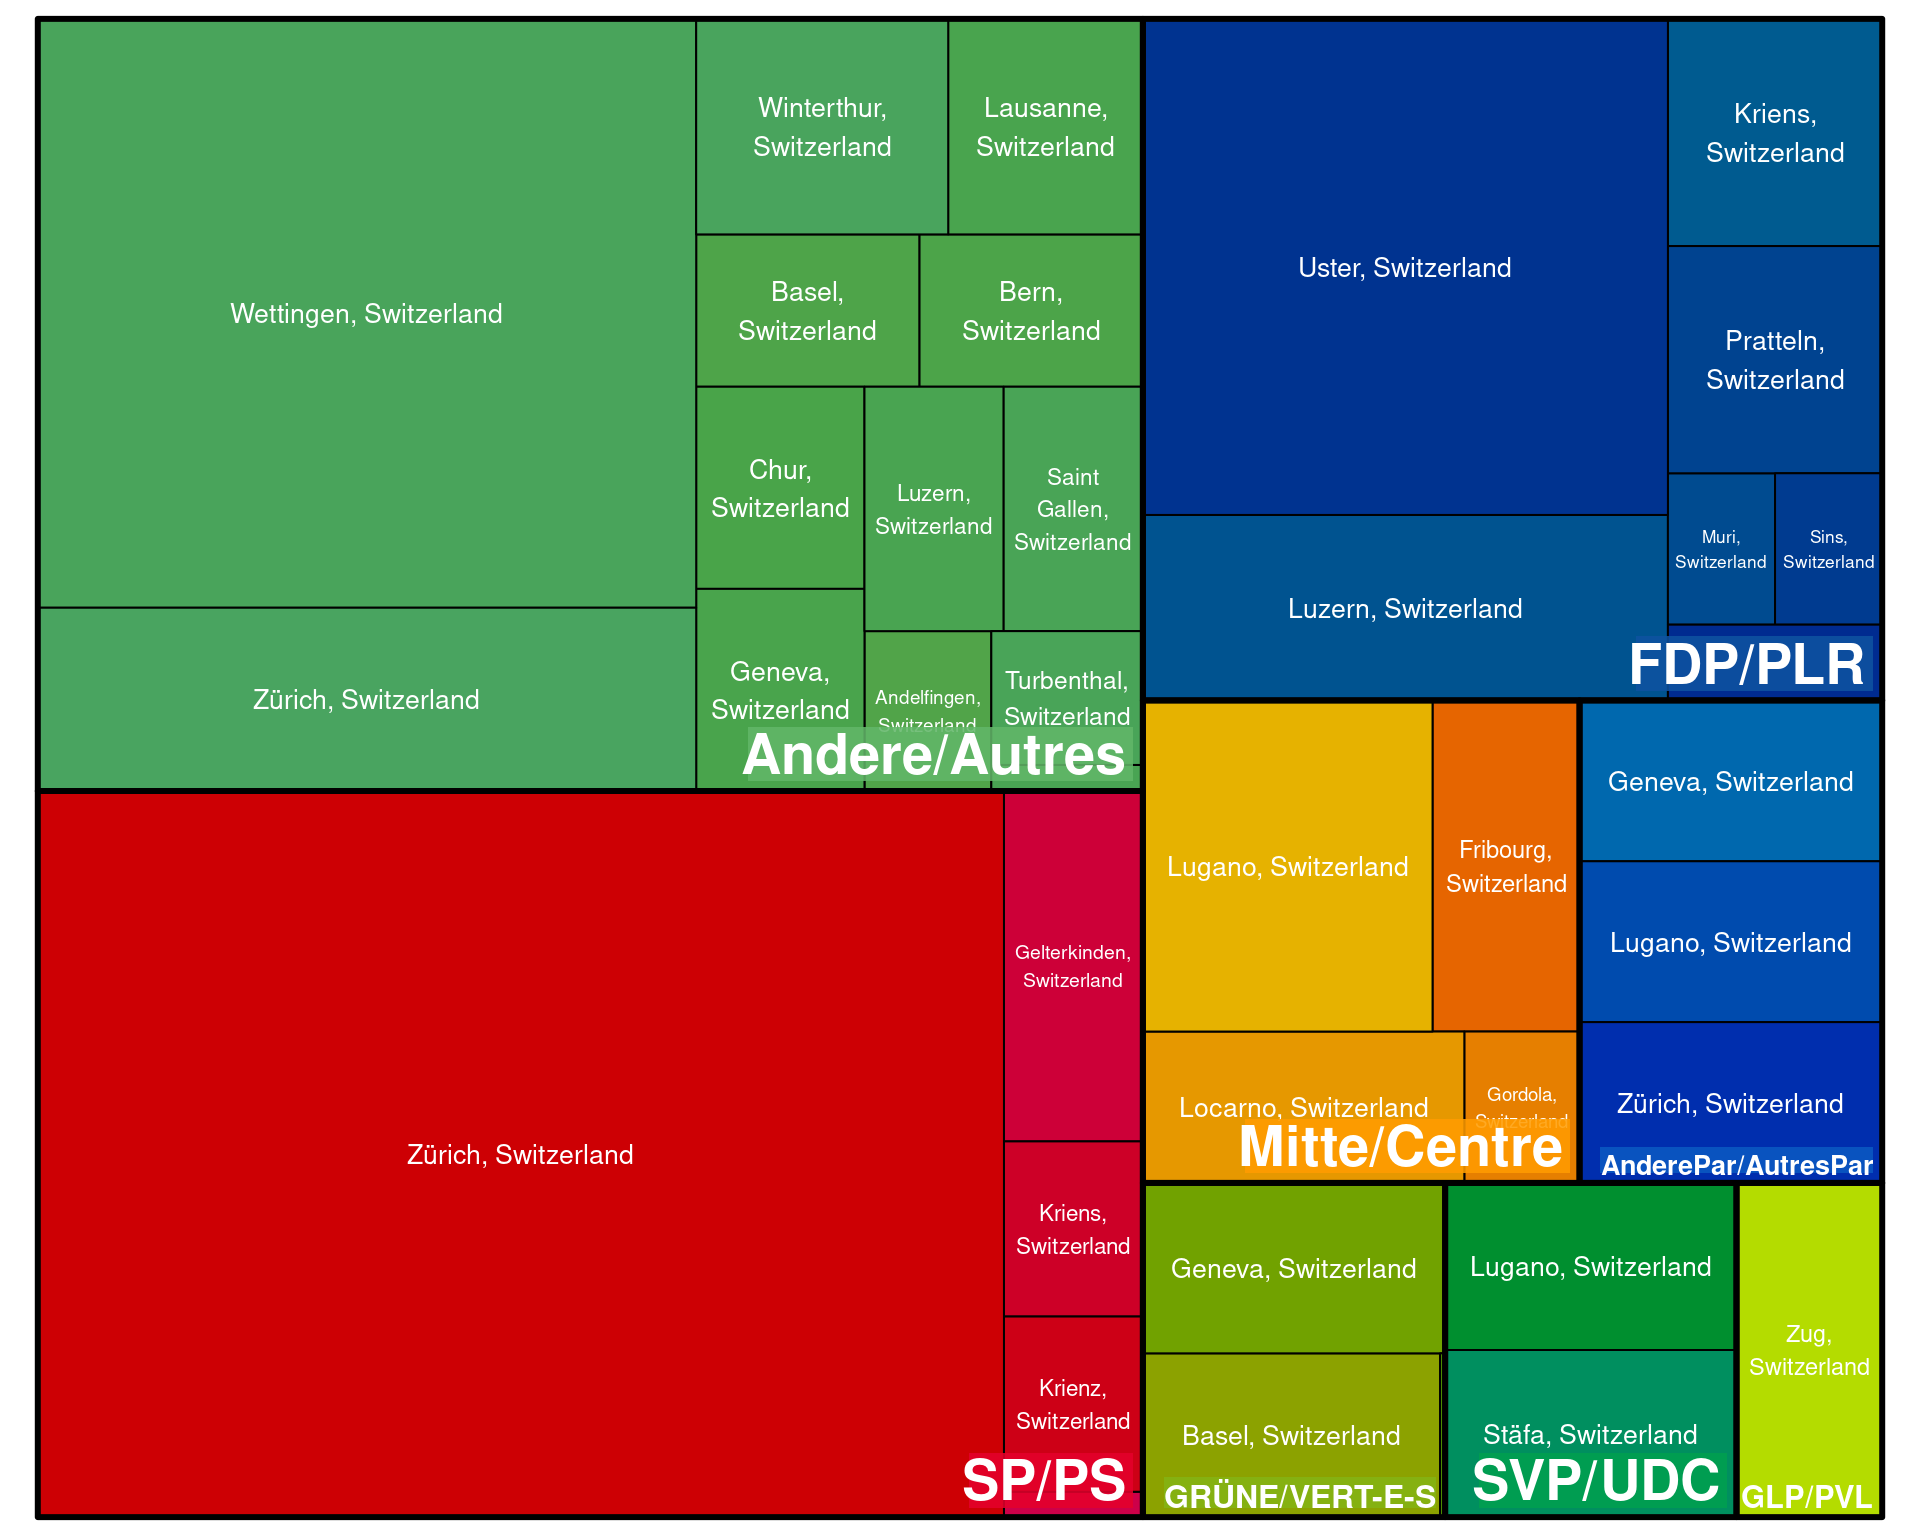 Wettingen, Switzerland
Zürich, Switzerland
Winterthur,
Switzerland
Lausanne,
Switzerland
Basel,
Switzerland
Bern,
Switzerland
Chur,
Switzerland
Luzern,
Switzerland
Saint
Gallen,
Switzerland
Geneva,
Switzerland
Andelfingen,
Switzerland
Turbenthal,
Switzerland
Andere/Autres
Zürich, Switzerland
Gelterkinden,
Switzerland
Kriens,
Switzerland
Krienz,
Switzerland
SP/PS
Uster, Switzerland
Luzern, Switzerland
Kriens,
Switzerland
Pratteln,
Switzerland
Muri,
Switzerland
Sins,
Switzerland
FDP/PLR
Lugano, Switzerland
Fribourg,
Switzerland
Locarno, Switzerland
Gordola,
Switzerland
Mitte/Centre
Geneva, Switzerland
Lugano, Switzerland
Zürich, Switzerland
AnderePar/AutresPar
Geneva, Switzerland
Basel, Switzerland
GRÜNE/VERT-E-S
Lugano, Switzerland
Stäfa, Switzerland
SVP/UDC
Zug,
Switzerland
GLP/PVL